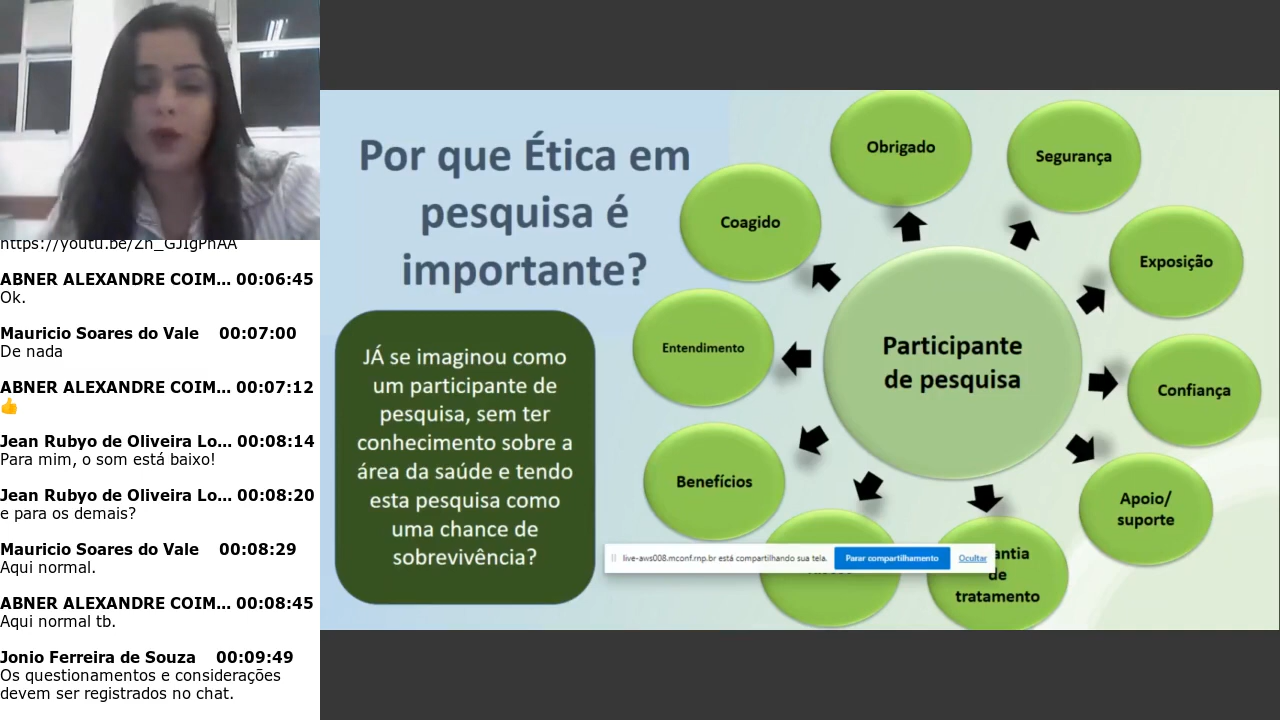 https://youtu.be/Zh_GJIgPhAA
ABNER ALEXANDRE COIM... 00:06:45
Ok.
Mauricio Soares do Vale 00:07:00
De nada
ABNER ALEXANDRE COIM... 00:07:12
👍
Jean Rubyo de Oliveira Lo... 00:08:14
Para mim, o som está baixo!
Jean Rubyo de Oliveira Lo... 00:08:20
e para os demais?
Mauricio Soares do Vale 00:08:29
Aqui normal.
ABNER ALEXANDRE COIM... 00:08:45
Aqui normal tb.
Jonio Ferreira de Souza 00:09:49
Os questionamentos e considerações
devem ser registrados no chat.
Por que Ética em
pesquisa é
importante?
JÁ se imaginou como
um participante de
pesquisa, sem ter
conhecimento sobre a
área da saúde e tendo
esta pesquisa como
uma chance de
sobrevivência?
Participante
de pesquisa
Obrigado
Segurança
Exposição
Confiança
Apoio/
suporte
antia
de
tratamento
Benefícios
Entendimento
Coagido
live-aws008.mconf.rnp.br está compartilhando sua tela.
Parar compartilhamento
Ocultar